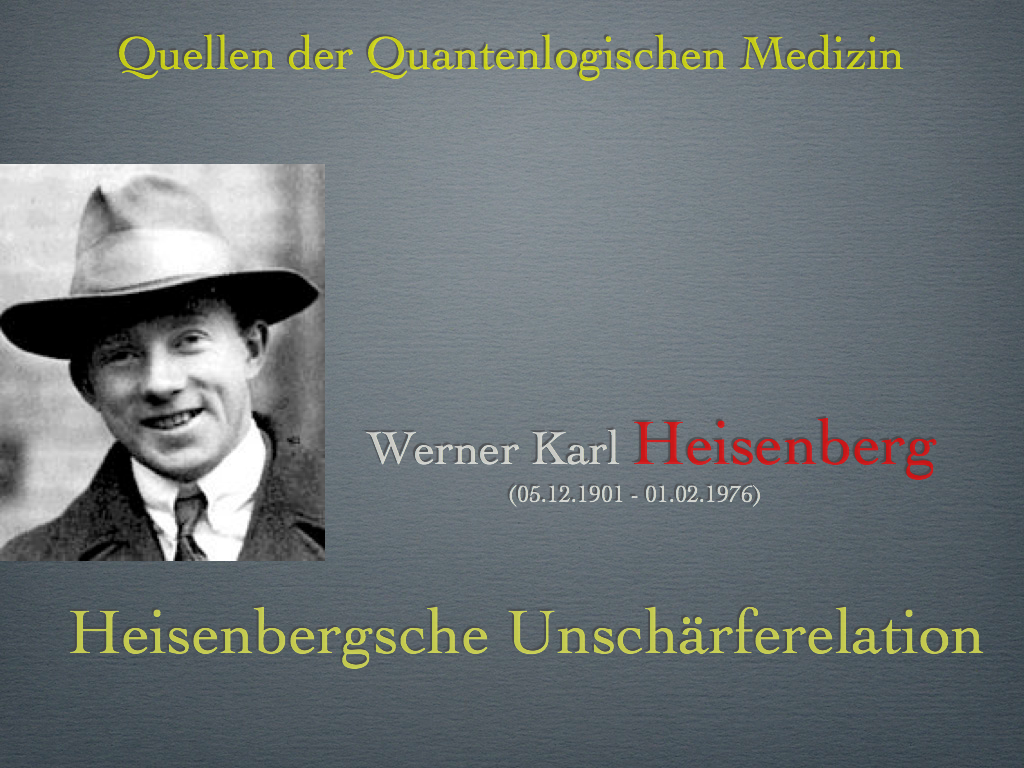 Quellen der Quantenlogischen Medizin
Werner Karl Heisenberg
(05.12.1901 - 01.02.1976)
Heisenbergsche Unschärferelation